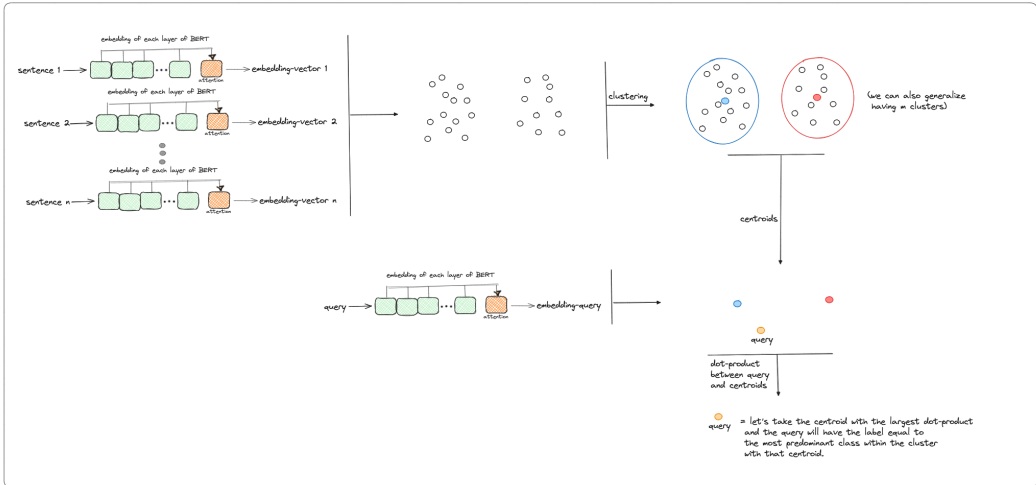 embedding of each layer of BERT
sentence 1
attention
embedding-vector 1
embedding of each layer of BERT
sentence 2
attention
embedding-vector 2
embedding of each layer of BERT
sentence n
attention
embedding-vector n
clustering
(we can also generalize
having m clusters)
centroids
embedding of each layer of BERT
query
attention
embedding-query
query
dot-product
between query
and centroids
query
= let's take the centroid with the largest dot-product
and the query will have the label equal to
the most predominant class within the cluster
with that centroid.